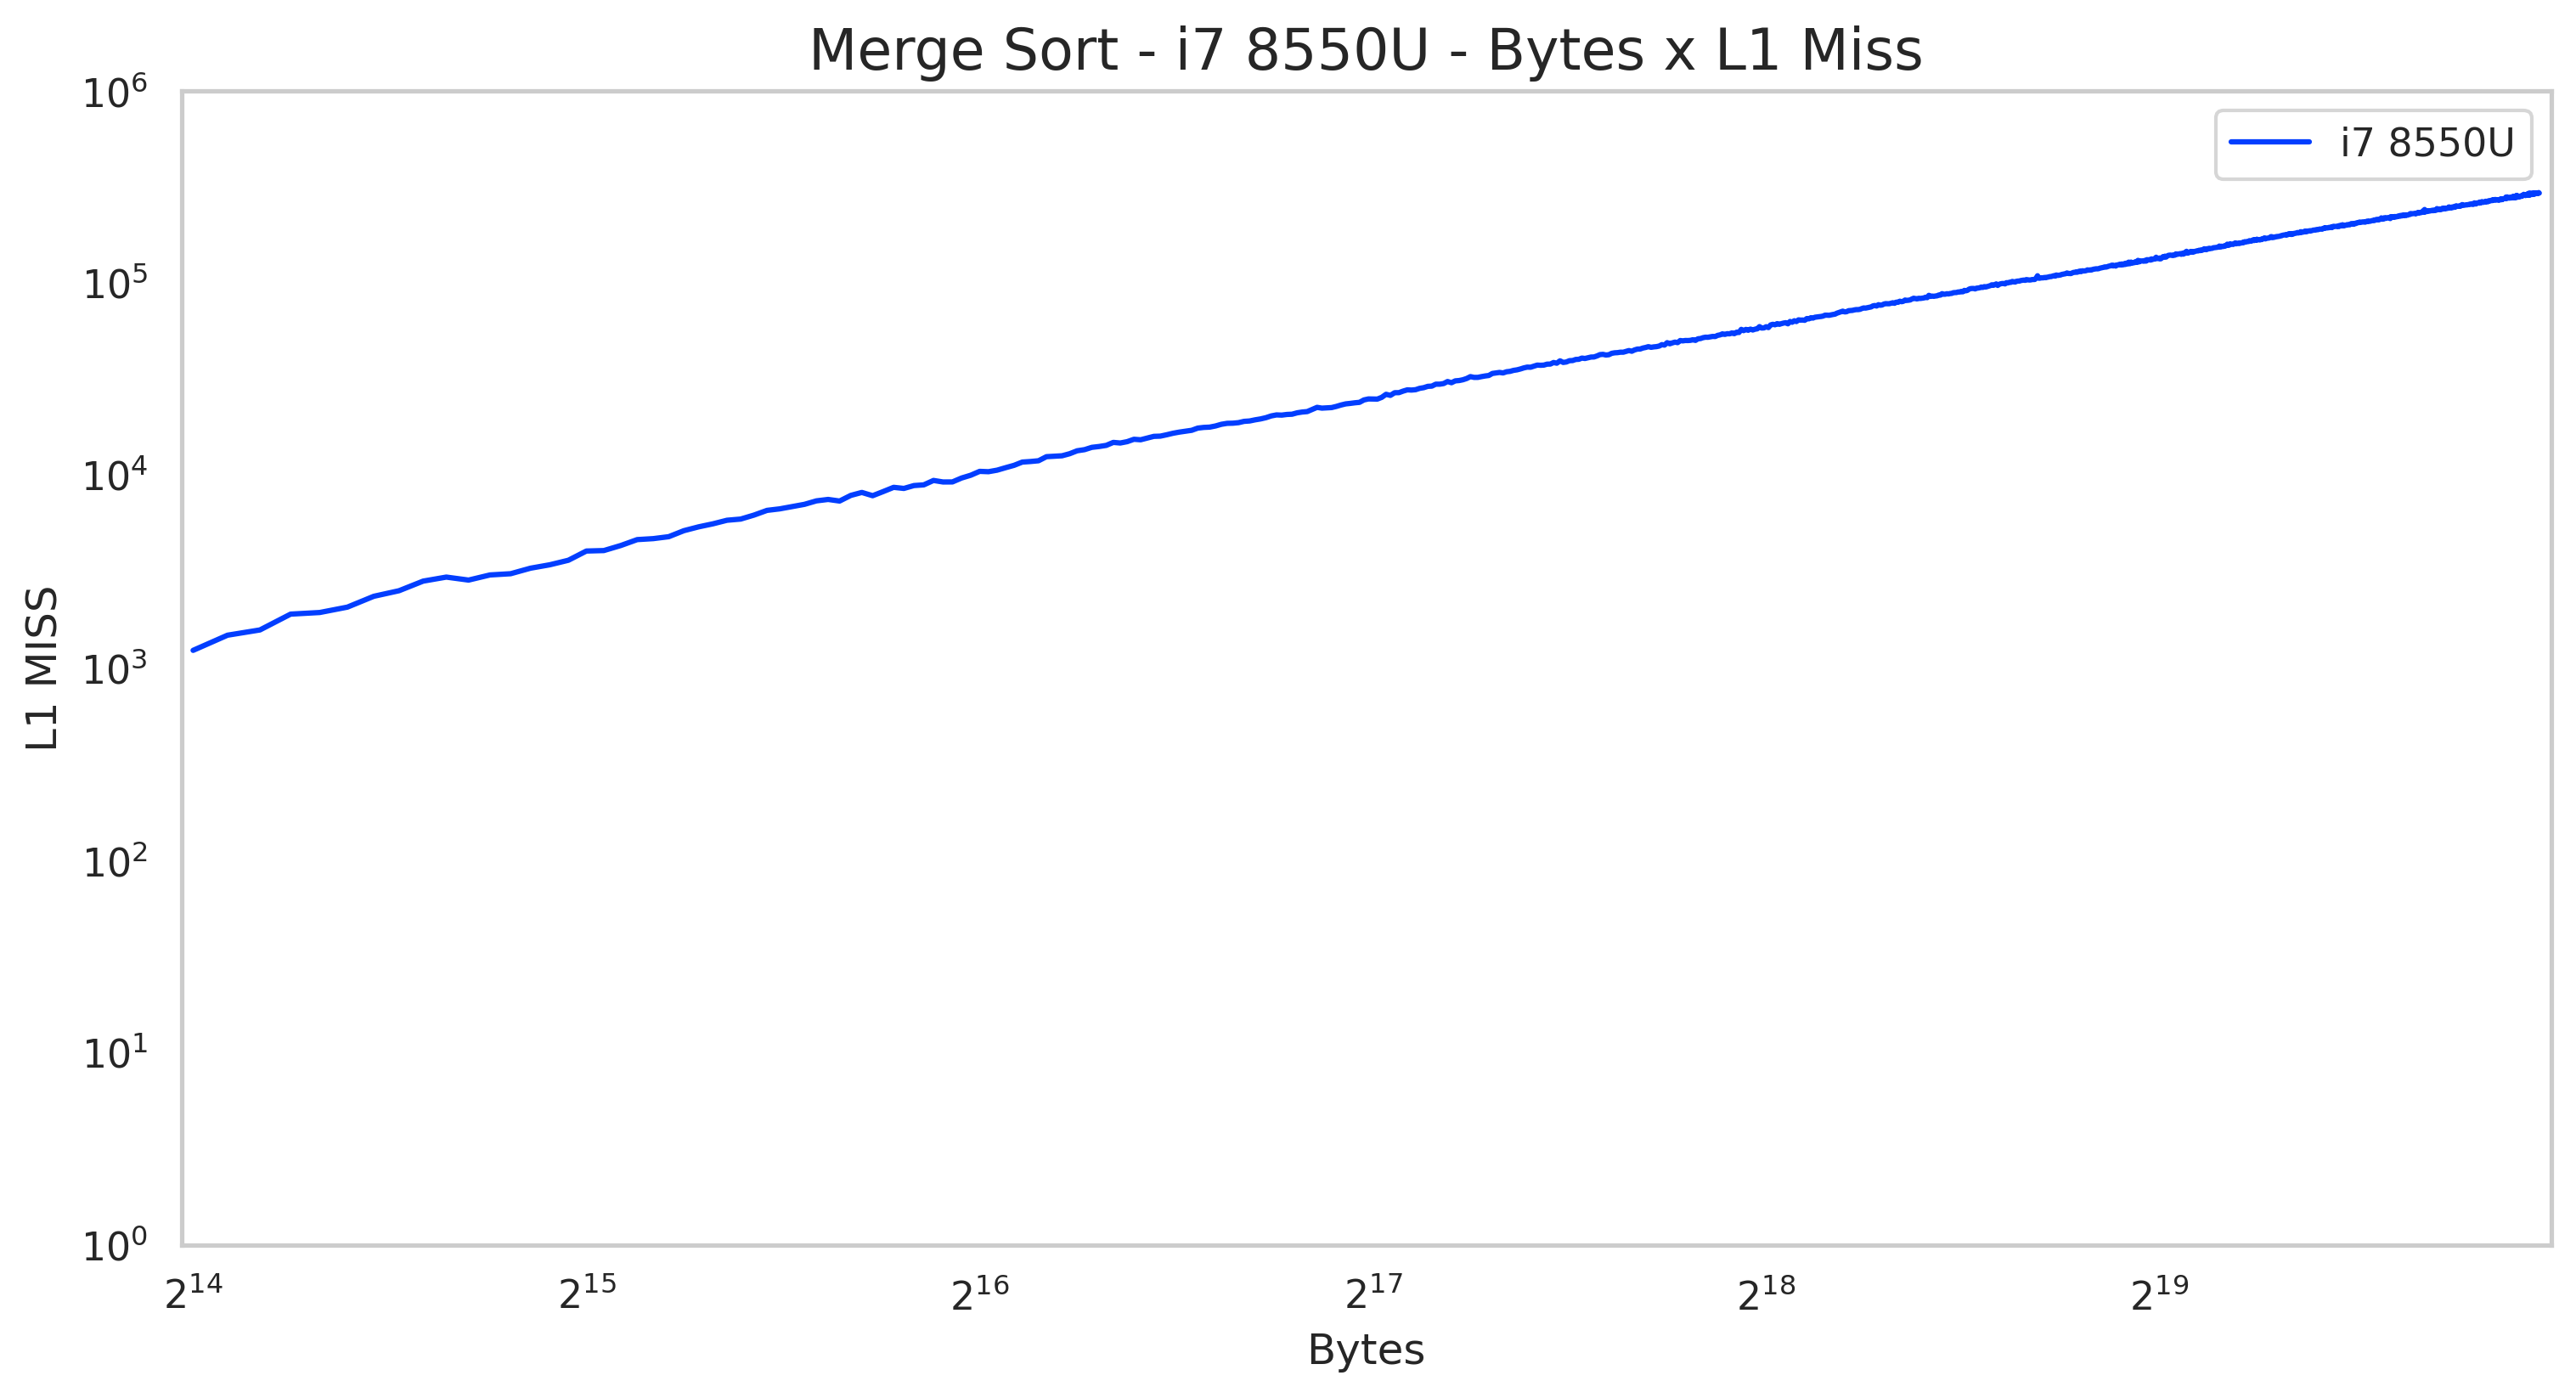 Merge Sort - i7 8550U - Bytes x L1 Miss
i7 8550U
L1 MISS
10⁶
10⁵
10⁴
10³
10²
10¹
10⁰
2¹⁴ 2¹⁵ 2¹⁶ 2¹⁷ 2¹⁸ 2¹⁹
Bytes